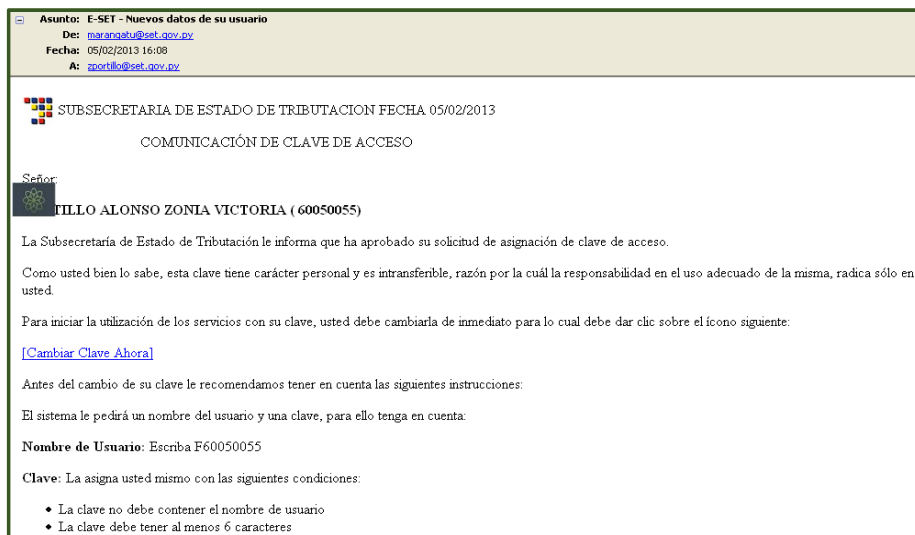 Asunto: E-SET - Nuevos datos de su usuario
De: marangatu@set.gov.py
Fecha: 05/02/2013 16:08
A: zportillo@set.gov.py
SUBSECRETARIA DE ESTADO DE TRIBUTACION FECHA 05/02/2013
COMUNICACIÓN DE CLAVE DE ACCESO
Señor:
TILLO ALONSO ZONIA VICTORIA ( 60050055)
La Subsecretaría de Estado de Tributación le informa que ha aprobado su solicitud de asignación de clave de acceso.
Como usted bien lo sabe, esta clave tiene carácter personal y es intransferible, razón por la cuál la responsabilidad en el uso adecuado de la misma, radica sólo en
usted.
Para iniciar la utilización de los servicios con su clave, usted debe cambiarla de inmediato para lo cual debe dar clic sobre el ícono siguiente:
[Cambiar Clave Ahora]
Antes del cambio de su clave le recomendamos tener en cuenta las siguientes instrucciones:
El sistema le pedirá un nombre del usuario y una clave, para ello tenga en cuenta:
Nombre de Usuario: Escriba F60050055
Clave: La asigna usted mismo con las siguientes condiciones:
• La clave no debe contener el nombre de usuario
• La clave debe tener al menos 6 caracteres